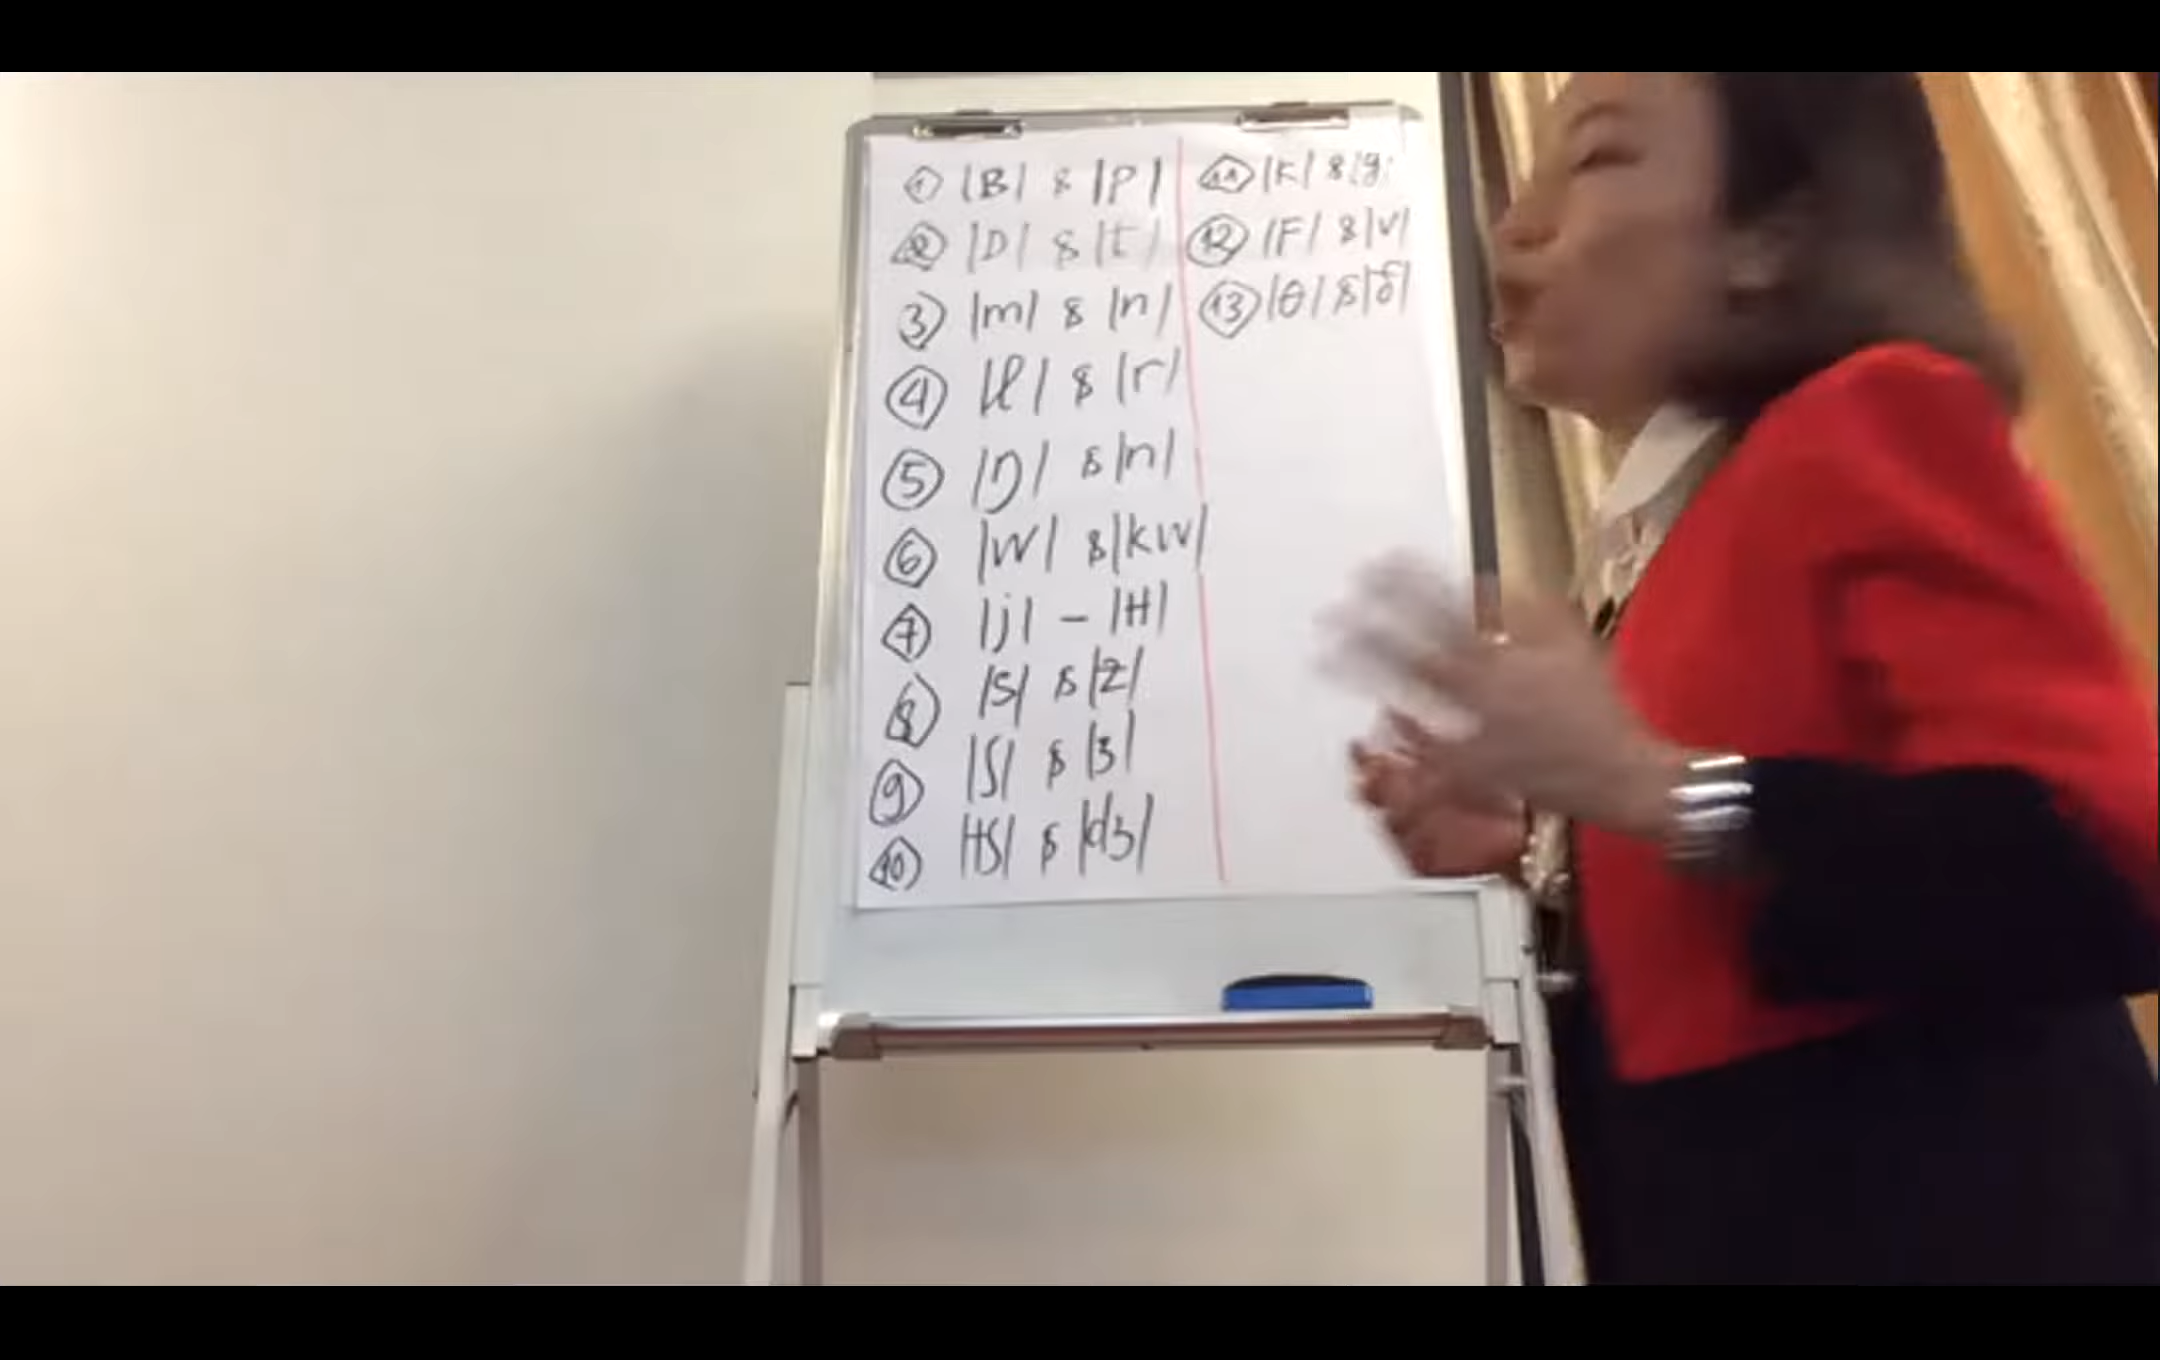 1 |B| & |p|
2 |D| & |t|
3 |m| & |n|
4 |l| & |r|
5 |ŋ| & |n|
6 |w| & |kw|
7 |j| – |H|
8 |s| & |z|
9 |ʃ| & |ʒ|
10 |tʃ| & |dʒ|
11 |k| & |g|
12 |F| & |v|
13 |θ| & |ð|